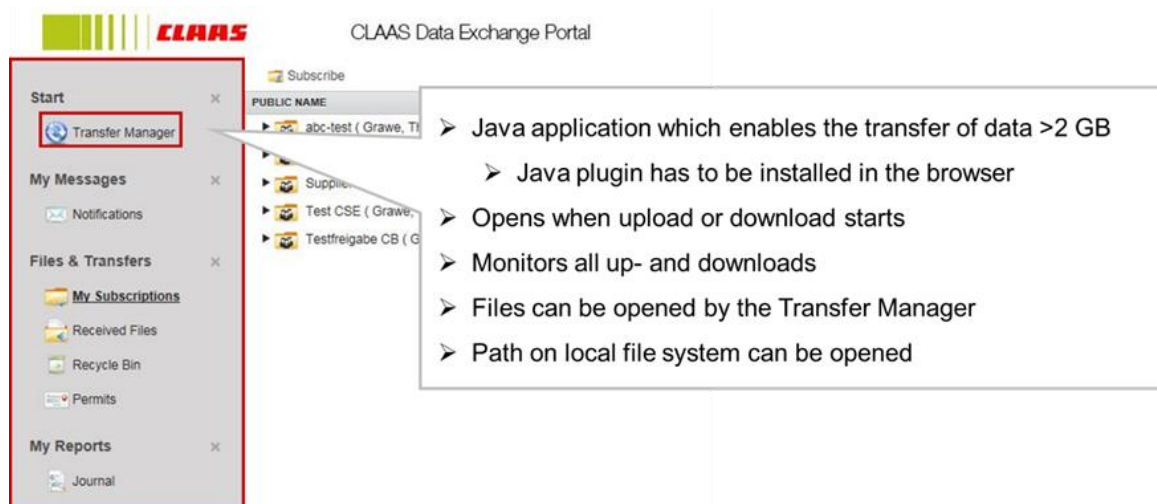 CLAAS
CLAAS Data Exchange Portal
Start
Transfer Manager
My Messages
Notifications
Files & Transfers
My Subscriptions
Received Files
Recycle Bin
Permits
My Reports
Journal
Subscribe
PUBLIC NAME
abc-test ( Grawe, Th
Supplier
Test CSE ( Grawe,
Testfreigabe CB ( G
➢ Java application which enables the transfer of data >2 GB
➢ Java plugin has to be installed in the browser
➢ Opens when upload or download starts
➢ Monitors all up- and downloads
➢ Files can be opened by the Transfer Manager
➢ Path on local file system can be opened